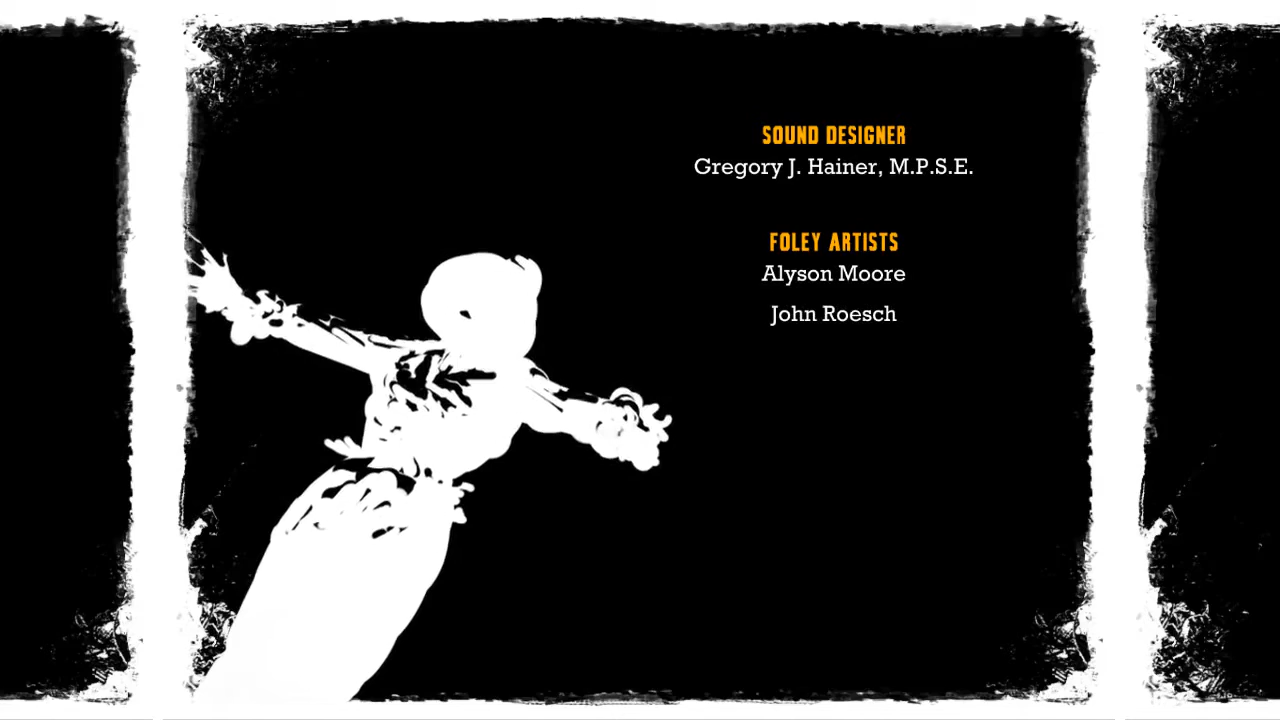 SOUND DESIGNER
Gregory J. Hainer, M.P.S.E.
FOLEY ARTISTS
Alyson Moore
John Roesch